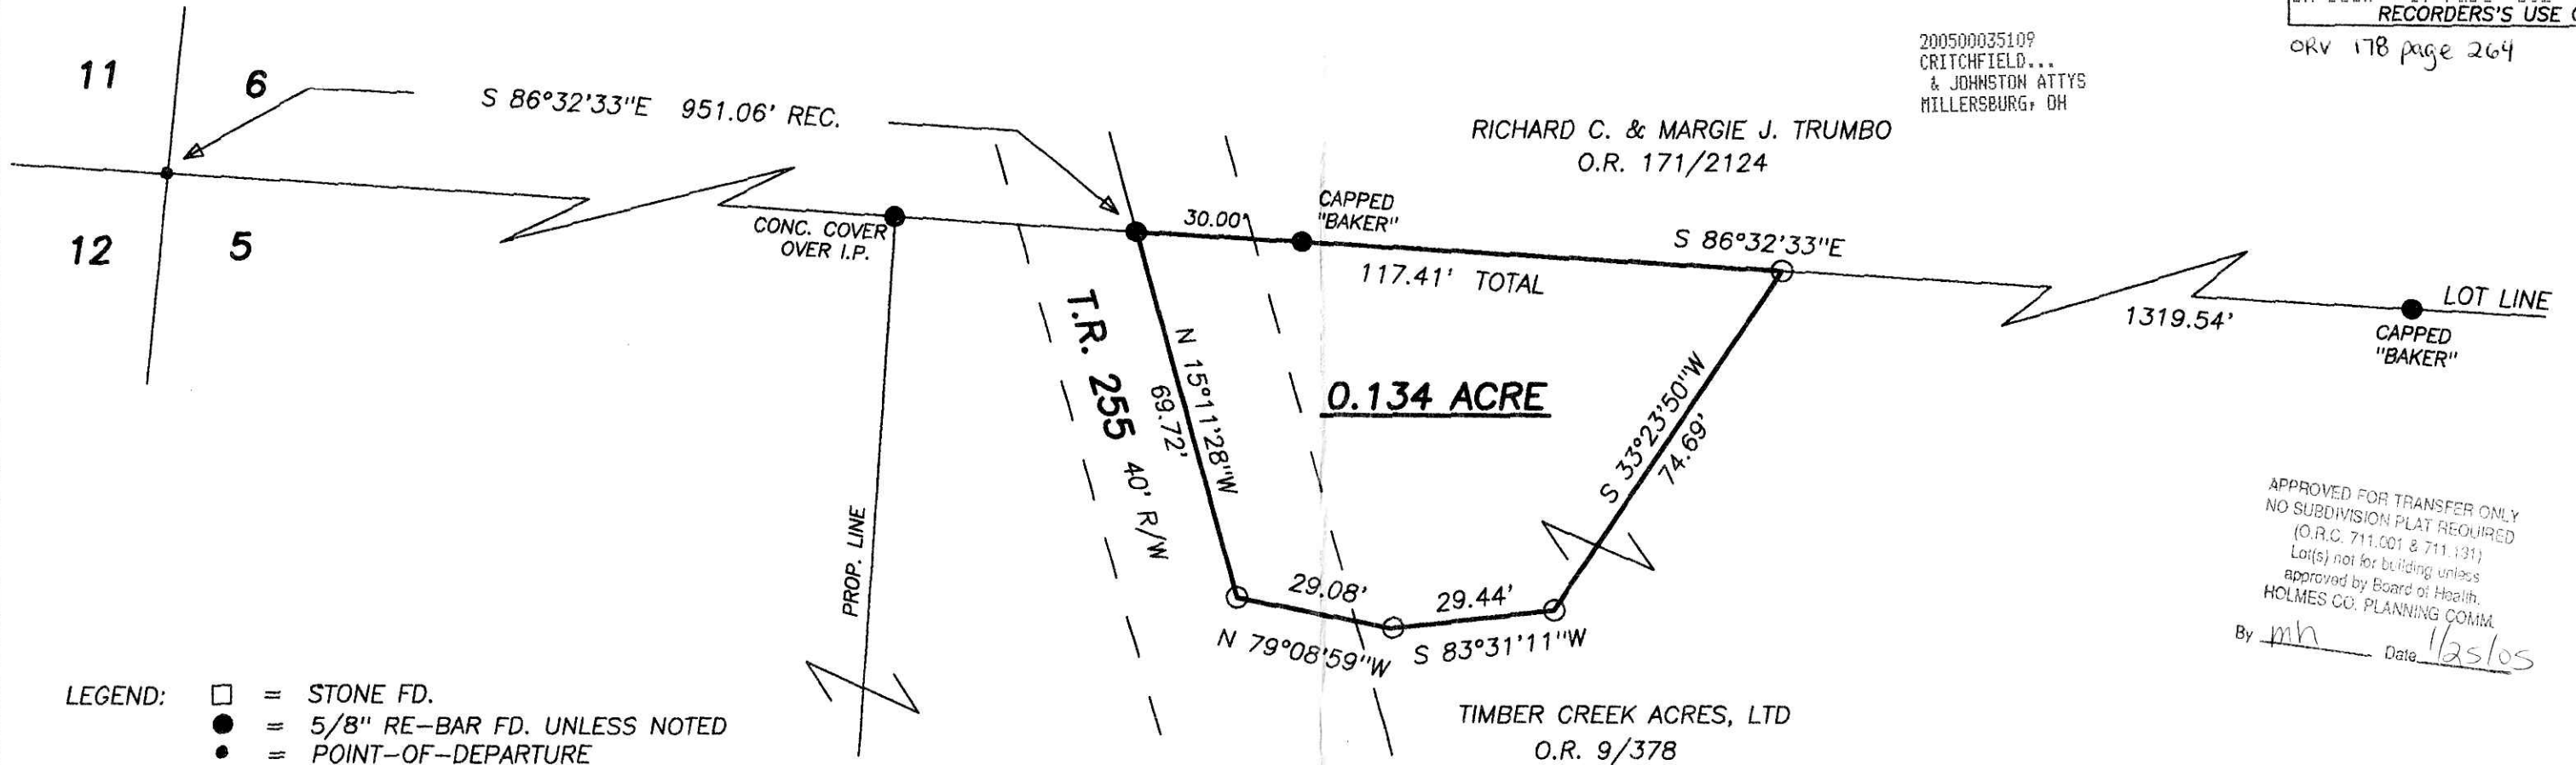 RECORDERS'S USE
ORV 178 page 264
200500035109
CRITCHFIELD...
& JOHNSTON ATTYS
MILLERSBURG, OH
11
6
12
5
S 86°32'33"E 951.06' REC.
RICHARD C. & MARGIE J. TRUMBO
O.R. 171/2124
CONC. COVER
OVER I.P.
30.00'
CAPPED
"BAKER"
S 86°32'33"E
117.41' TOTAL
1319.54'
LOT LINE
CAPPED
"BAKER"
T.R. 255 40' R/W
N 15°11'28"W
69.72'
0.134 ACRE
S 33°23'50"W
74.69'
PROP. LINE
29.08'
29.44'
N 79°08'59"W
S 83°31'11"W
APPROVED FOR TRANSFER ONLY
NO SUBDIVISION PLAT REQUIRED
(O.R.C. 711.001 & 711.131)
Lot(s) not for building unless
approved by Board of Health.
HOLMES CO. PLANNING COMM.
By mh Date 1/25/05
TIMBER CREEK ACRES, LTD
O.R. 9/378
LEGEND:
= STONE FD.
= 5/8" RE-BAR FD. UNLESS NOTED
= POINT-OF-DEPARTURE